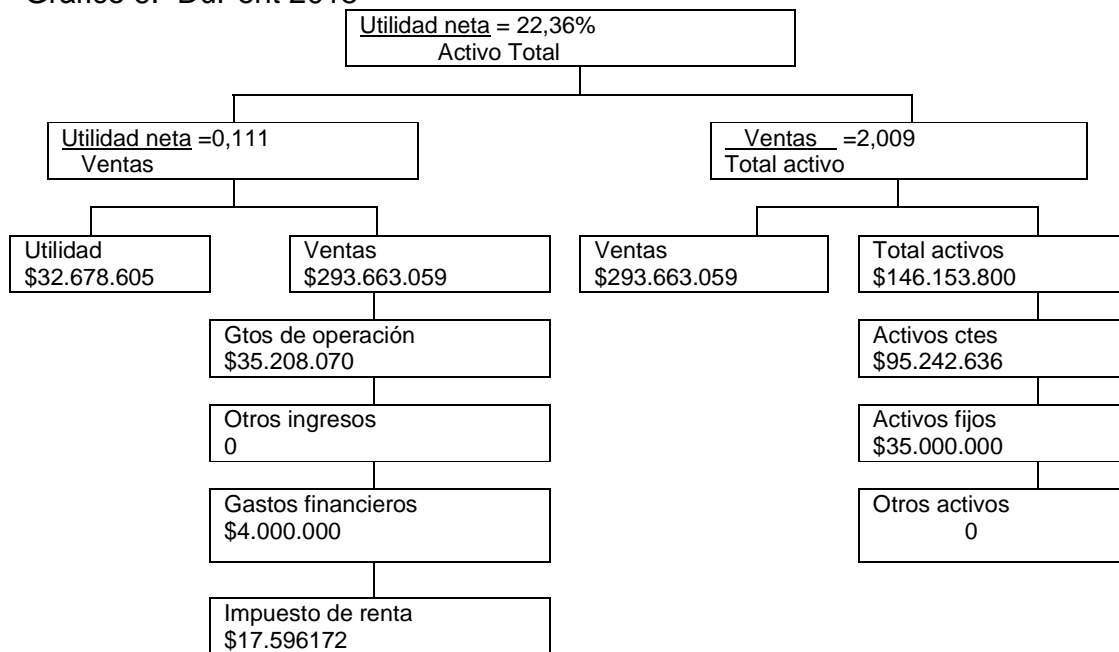 Utilidad neta = 22,36%
Activo Total
Utilidad neta =0,111
Ventas
Ventas =2,009
Total activo
Utilidad
$32.678.605
Ventas
$293.663.059
Ventas
$293.663.059
Total activos
$146.153.800
Gtos de operación
$35.208.070
Activos ctes
$95.242.636
Otros ingresos
0
Activos fijos
$35.000.000
Gastos financieros
$4.000.000
Otros activos
0
Impuesto de renta
$17.596172